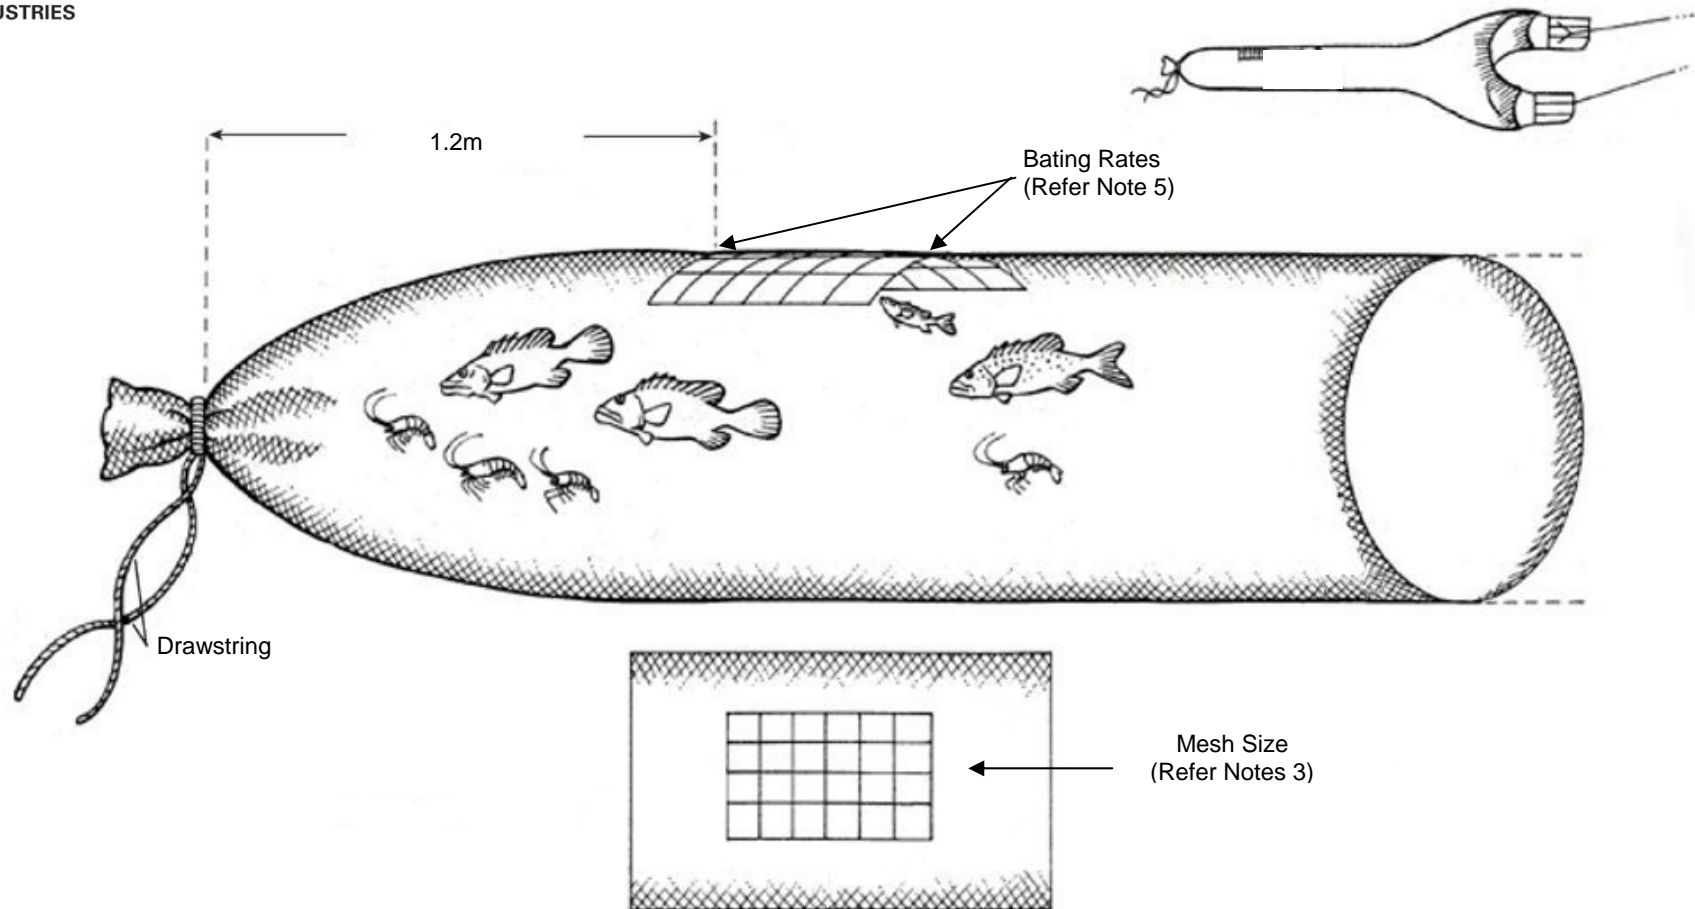 USTRIES
1.2m
Bating Rates
(Refer Note 5)
Drawstring
Mesh Size
(Refer Notes 3)